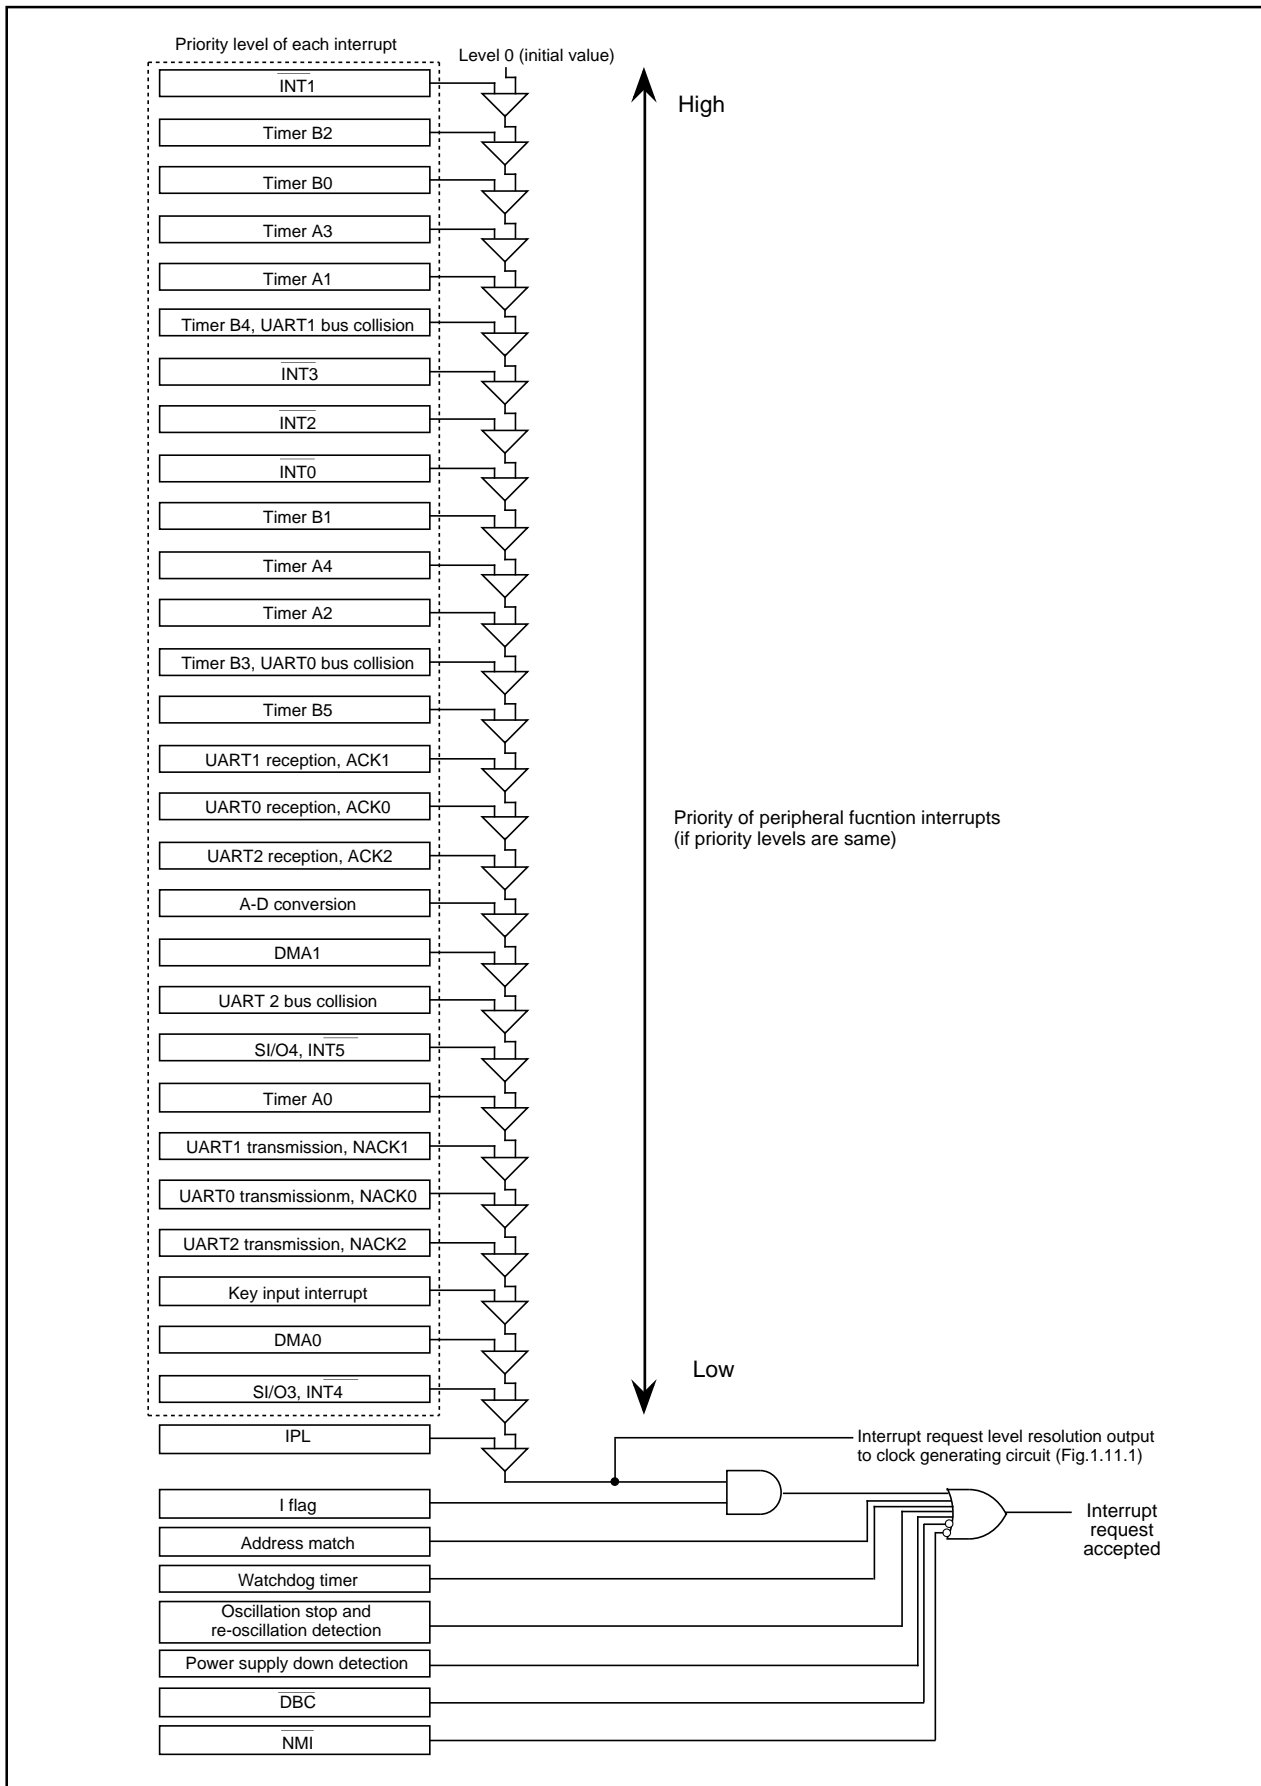 Priority level of each interrupt
Level 0 (initial value)
INT1
High
Timer B2
Timer B0
Timer A3
Timer A1
Timer B4, UART1 bus collision
INT3
INT2
INT0
Timer B1
Timer A4
Timer A2
Timer B3, UART0 bus collision
Timer B5
UART1 reception, ACK1
UART0 reception, ACK0
Priority of peripheral fucntion interrupts
(if priority levels are same)
UART2 reception, ACK2
A-D conversion
DMA1
UART 2 bus collision
SI/O4, INT5
Timer A0
UART1 transmission, NACK1
UART0 transmissionm, NACK0
UART2 transmission, NACK2
Key input interrupt
DMA0
Low
SI/O3, INT4
IPL
Interrupt request level resolution output
to clock generating circuit (Fig.1.11.1)
I flag
Interrupt
request
accepted
Address match
Watchdog timer
Oscillation stop and
re-oscillation detection
Power supply down detection
DBC
NMI